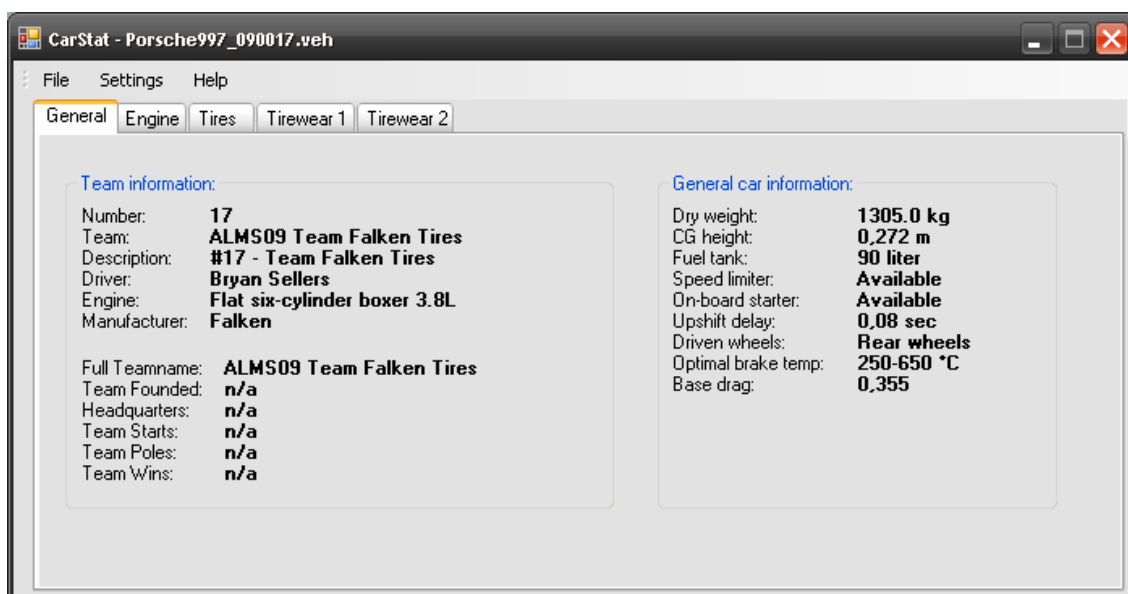 CarStat - Porsche997_090017.veh
File Settings Help
General Engine Tires Tirewear 1 Tirewear 2
Team information:
Number: 17
Team: ALMS09 Team Falken Tires
Description: #17 - Team Falken Tires
Driver: Bryan Sellers
Engine: Flat six-cylinder boxer 3.8L
Manufacturer: Falken
Full Teamname: ALMS09 Team Falken Tires
Team Founded: n/a
Headquarters: n/a
Team Starts: n/a
Team Poles: n/a
Team Wins: n/a
General car information:
Dry weight: 1305.0 kg
CG height: 0,272 m
Fuel tank: 90 liter
Speed limiter: Available
On-board starter: Available
Upshift delay: 0,08 sec
Driven wheels: Rear wheels
Optimal brake temp: 250-650 °C
Base drag: 0,355